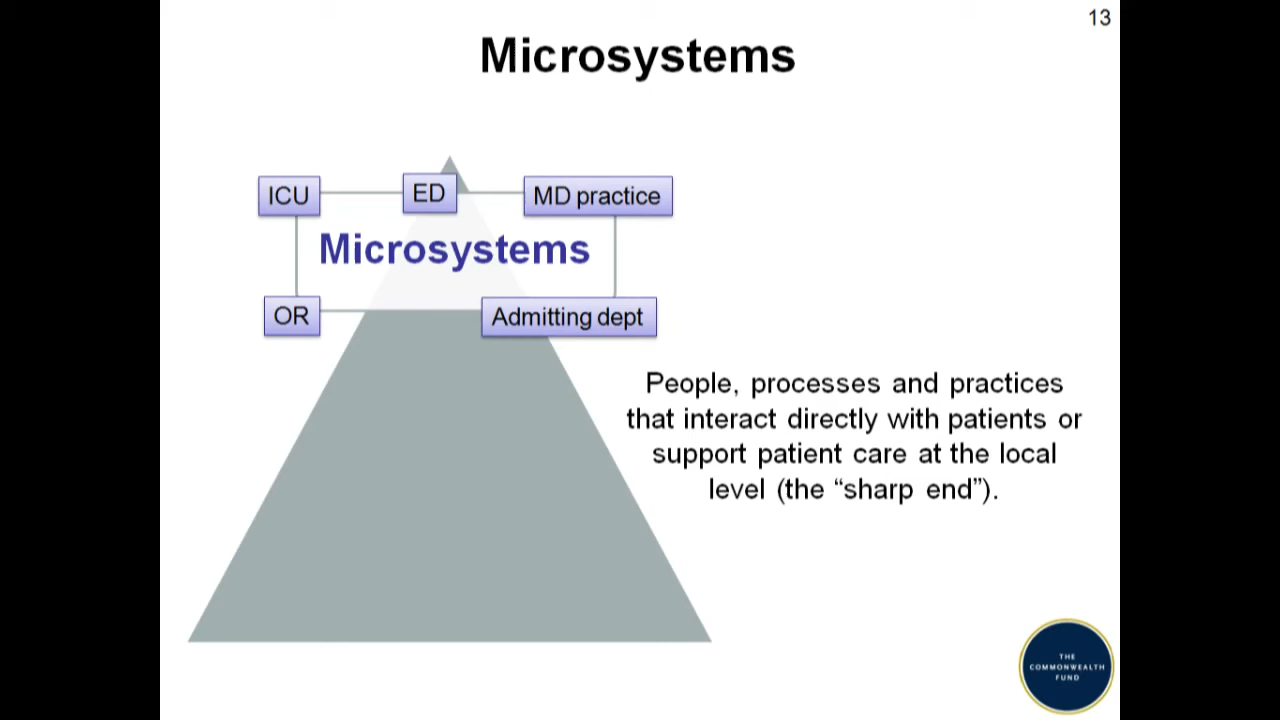 13
Microsystems
ICU
ED
MD practice
Microsystems
OR
Admitting dept
People, processes and practices
that interact directly with patients or
support patient care at the local
level (the “sharp end”).
THE
COMMONWEALTH
FUND